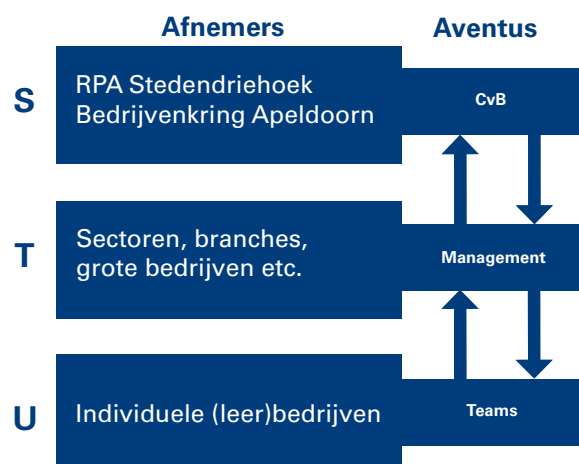 Afnemers Aventus
S
RPA Stedendriehoek
Bedrijvenkring Apeldoorn
CvB
T
Sectoren, branches,
grote bedrijven etc.
Management
U
Individuele (leer)bedrijven
Teams